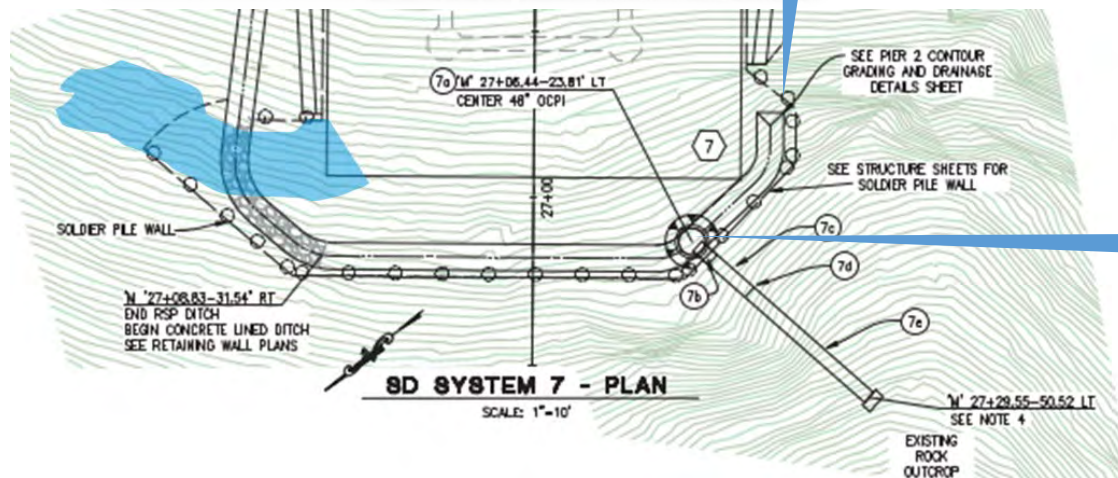 SEE PIER 2 CONTOUR
GRADING AND DRAINAGE
DETAILS SHEET
7a "M" 27+06.44-23.81' LT
CENTER 48" OCPI
7
SEE STRUCTURE SHEETS FOR
SOLDIER PILE WALL
27+00
SOLDIER PILE WALL
7c
7d
7b
7e
"M" 27+08.83-31.54' RT
END RSP DITCH
BEGIN CONCRETE LINED DITCH
SEE RETAINING WALL PLANS
SD SYSTEM 7 - PLAN
SCALE: 1"=10'
"M" 27+29.55-50.52 LT
SEE NOTE 4
EXISTING
ROCK
OUTCROP